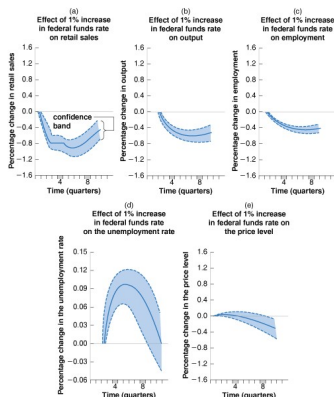 (a)
Effect of 1% increase
in federal funds rate
on retail sales
Percentage change in retail sales
1.6
1.2
0.8
0.4
0
−0.4
−0.8
−1.2
−1.6
confidence
band
4 8
Time (quarters)
(b)
Effect of 1% increase
in federal funds rate
on output
Percentage change in output
1.6
1.2
0.8
0.4
0
−0.4
−0.8
−1.2
−1.6
4 8
Time (quarters)
(c)
Effect of 1% increase
in federal funds rate
on employment
Percentage change in employment
1.6
1.2
0.8
0.4
0
−0.4
−0.8
−1.2
−1.6
4 8
Time (quarters)
(d)
Effect of 1% increase
in federal funds rate
on the unemployment rate
Percentage change in the unemployment rate
0.15
0.12
0.09
0.06
0.03
0.00
−0.03
−0.06
4 8
Time (quarters)
(e)
Effect of 1% increase
in federal funds rate on
the price level
Percentage change in the price level
1.6
1.2
0.8
0.4
0
−0.4
−0.8
−1.2
−1.6
4 8
Time (quarters)